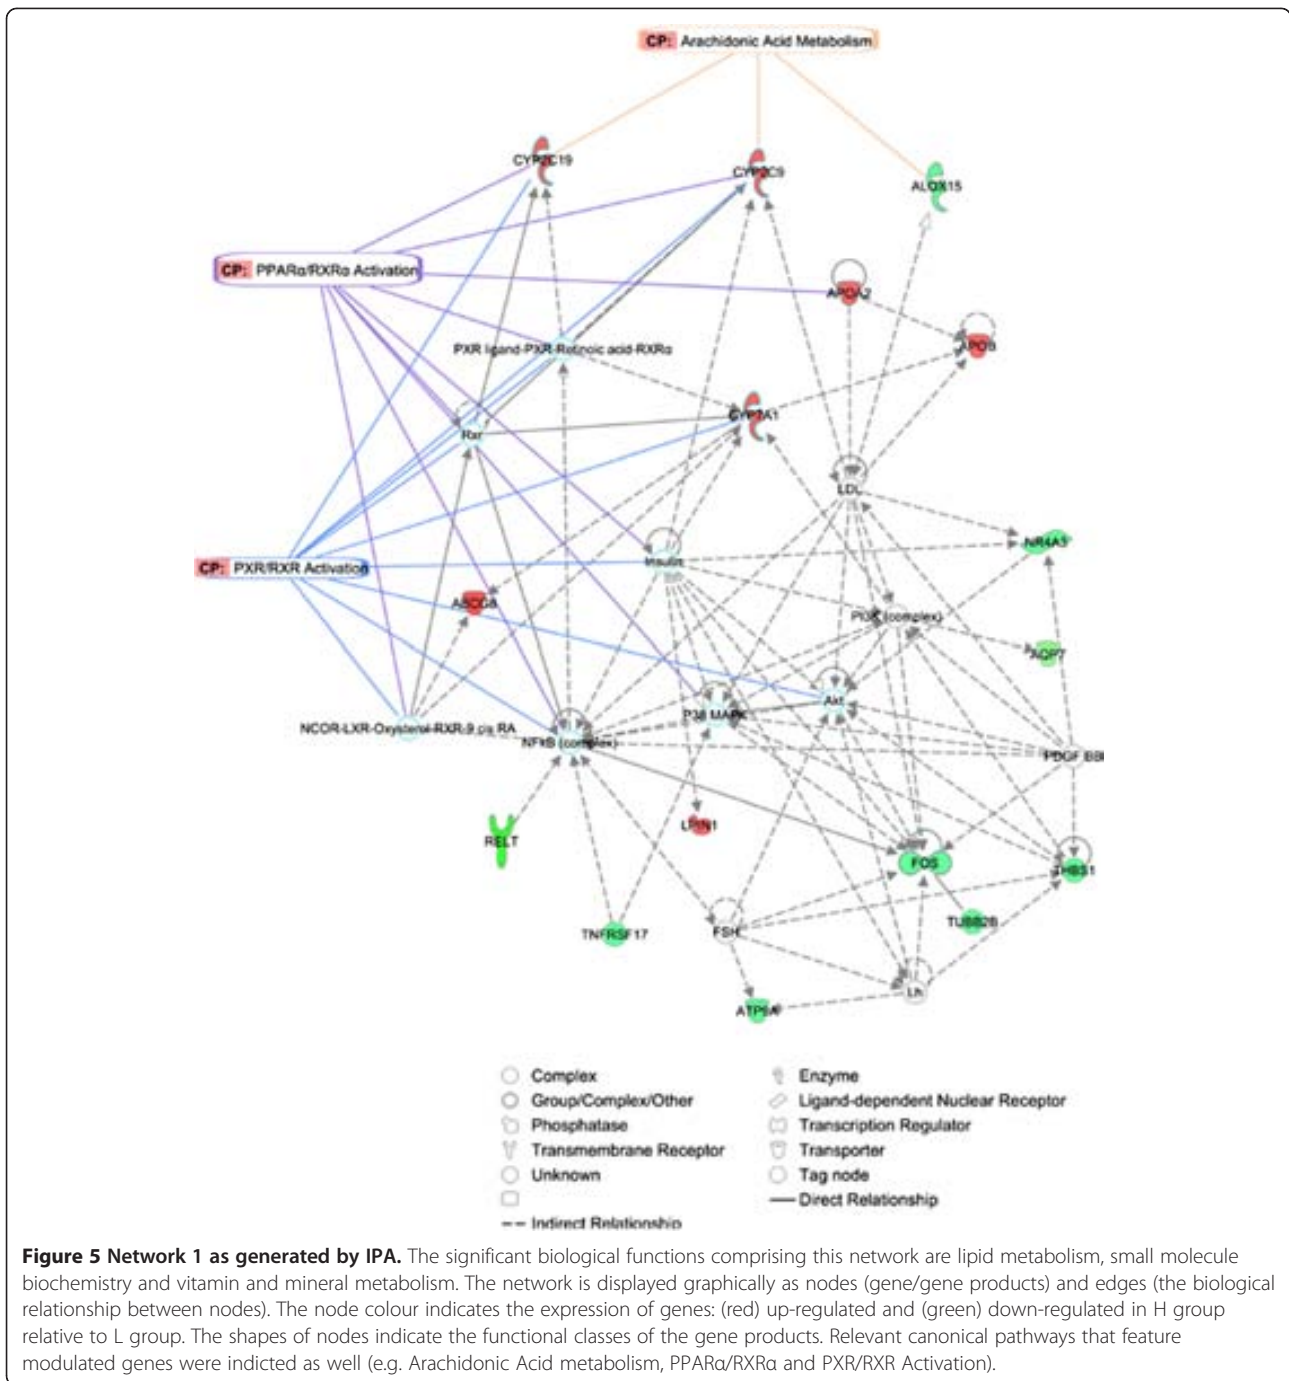 CP: Arachidonic Acid Metabolism
CYP2C19
CYP2C9
ALOX15
CP: PPARα/RXRα Activation
APOA2
PXR ligand-PXR-Retinoic acid-RXRα
APOB
CYP7A1
Rxr
LDL
NR4A3
Insulin
CP: PXR/RXR Activation
ABCG8
PI3K (complex)
AQP7
Akt
P38 MAPK
NCOR-LXR-Oxysterol-RXR-9 cis RA
NFkB (complex)
PDGF BB
LPIN1
RELT
FOS
THBS1
TUBB2B
TNFRSF17
FSH
Lh
ATP9A
Complex
Enzyme
Group/Complex/Other
Ligand-dependent Nuclear Receptor
Phosphatase
Transcription Regulator
Transmembrane Receptor
Transporter
Unknown
Tag node
Direct Relationship
Indirect Relationship
Figure 5 Network 1 as generated by IPA. The significant biological functions comprising this network are lipid metabolism, small molecule
biochemistry and vitamin and mineral metabolism. The network is displayed graphically as nodes (gene/gene products) and edges (the biological
relationship between nodes). The node colour indicates the expression of genes: (red) up-regulated and (green) down-regulated in H group
relative to L group. The shapes of nodes indicate the functional classes of the gene products. Relevant canonical pathways that feature
modulated genes were indicted as well (e.g. Arachidonic Acid metabolism, PPARα/RXRα and PXR/RXR Activation).